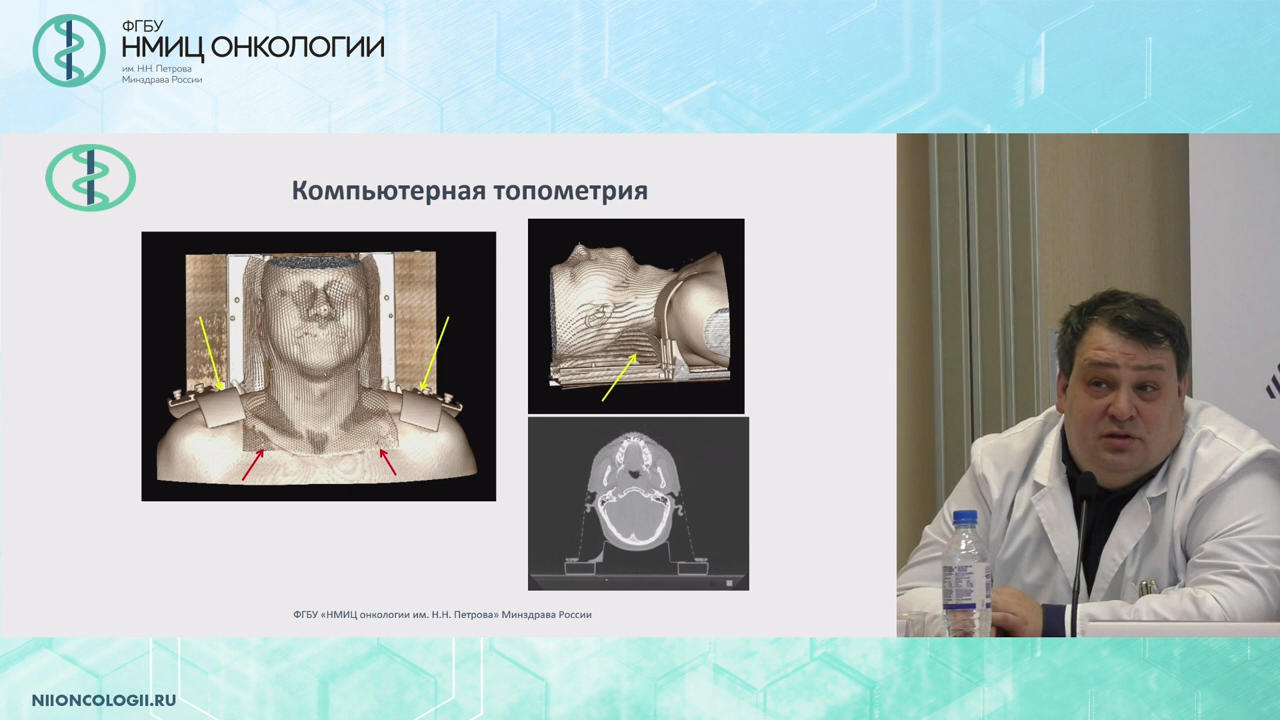 ФГБУ
НМИЦ ОНКОЛОГИИ
им. Н.Н. Петрова
Минздрава России
Компьютерная топометрия
ФГБУ «НМИЦ онкологии им. Н.Н. Петрова» Минздрава России
NIIONCOLOGII.RU